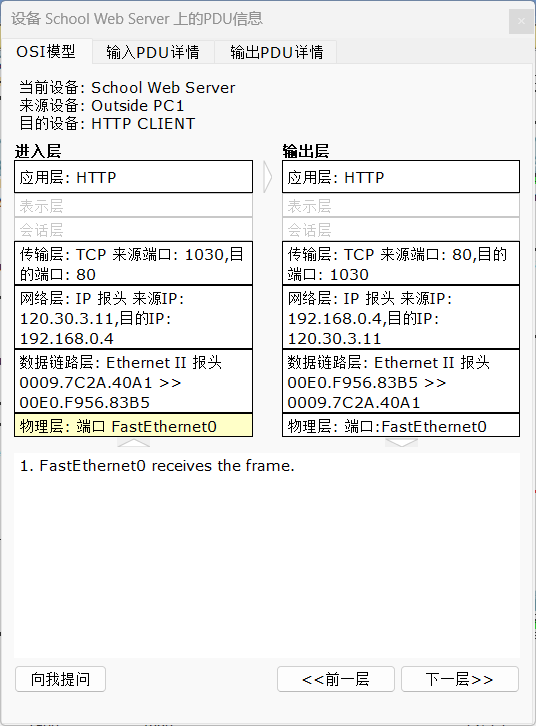 设备 School Web Server 上的PDU信息
OSI模型 输入PDU详情 输出PDU详情
当前设备: School Web Server
来源设备: Outside PC1
目的设备: HTTP CLIENT
进入层
应用层: HTTP
表示层
会话层
传输层: TCP 来源端口: 1030,目
的端口: 80
网络层: IP 报头 来源IP:
120.30.3.11,目的IP:
192.168.0.4
数据链路层: Ethernet II 报头
0009.7C2A.40A1 >>
00E0.F956.83B5
物理层: 端口 FastEthernet0
输出层
应用层: HTTP
表示层
会话层
传输层: TCP 来源端口: 80,目的
端口: 1030
网络层: IP 报头 来源IP:
192.168.0.4,目的IP:
120.30.3.11
数据链路层: Ethernet II 报头
00E0.F956.83B5 >>
0009.7C2A.40A1
物理层: 端口:FastEthernet0
1. FastEthernet0 receives the frame.
向我提问 <<前一层 下一层>>